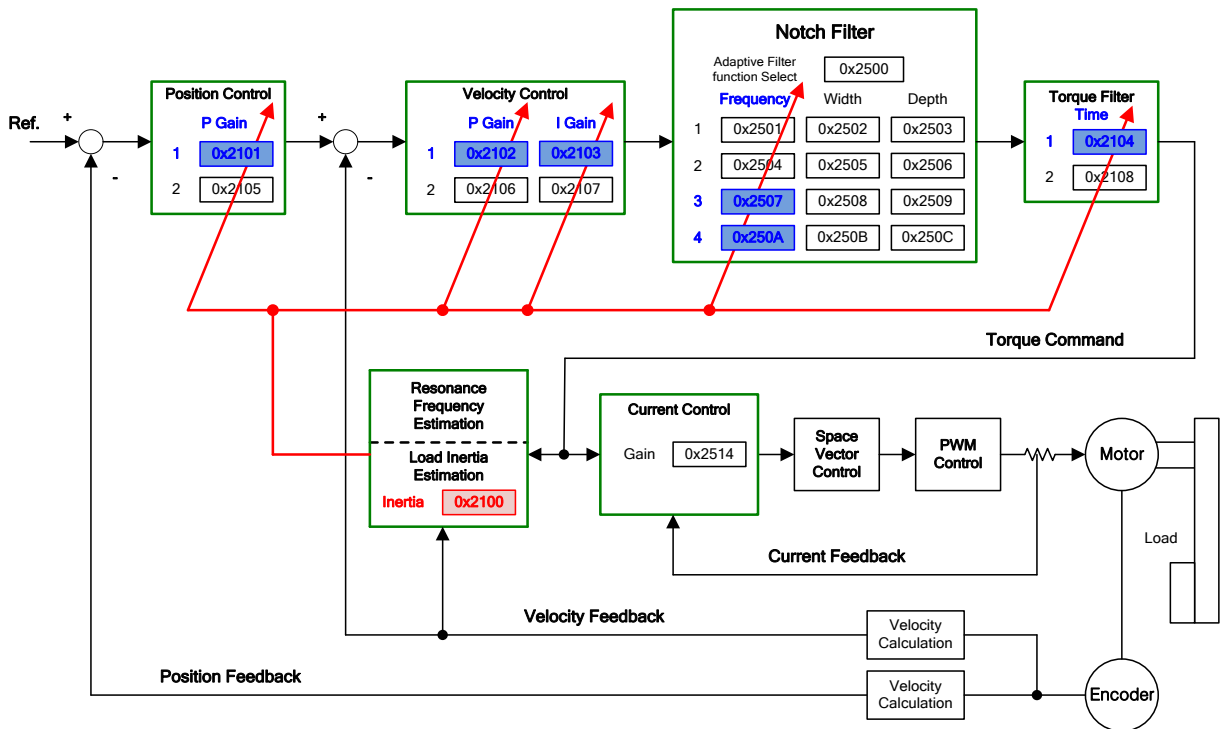 Notch Filter
Adaptive Filter
function Select
0x2500
Frequency Width Depth
1 0x2501 0x2502 0x2503
2 0x2504 0x2505 0x2506
3 0x2507 0x2508 0x2509
4 0x250A 0x250B 0x250C
Ref.
+
-
Position Control
P Gain
1 0x2101
2 0x2105
+
-
Velocity Control
P Gain I Gain
1 0x2102 0x2103
2 0x2106 0x2107
Torque Filter
Time
1 0x2104
2 0x2108
Torque Command
Resonance
Frequency
Estimation
Load Inertia
Estimation
Inertia 0x2100
Current Control
Gain 0x2514
Space
Vector
Control
PWM
Control
Motor
Load
Current Feedback
Velocity Feedback
Velocity
Calculation
Position Feedback
Velocity
Calculation
Encoder